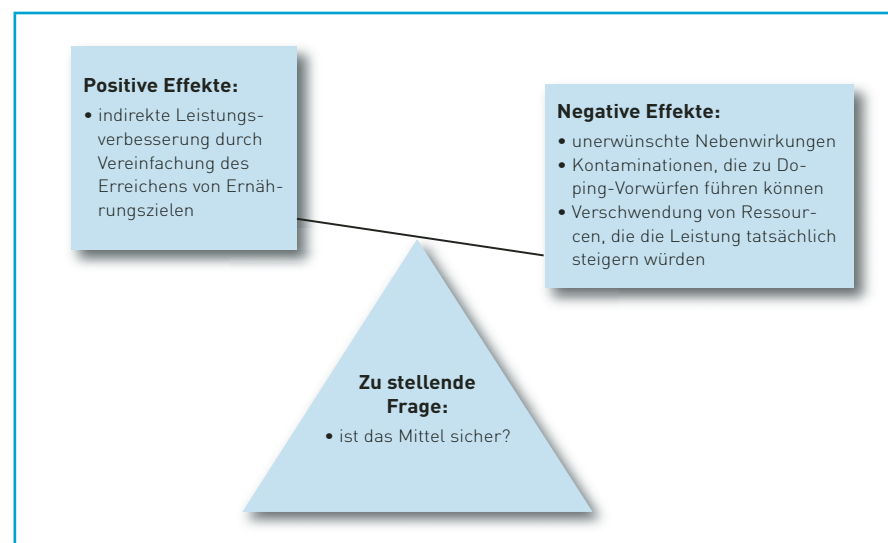 Positive Effekte:
• indirekte Leistungs-
verbesserung durch
Vereinfachung des
Erreichens von Ernäh-
rungszielen
Negative Effekte:
• unerwünschte Nebenwirkungen
• Kontaminationen, die zu Do-
ping-Vorwürfen führen können
• Verschwendung von Ressour-
cen, die die Leistung tatsächlich
steigern würden
Zu stellende
Frage:
• ist das Mittel sicher?